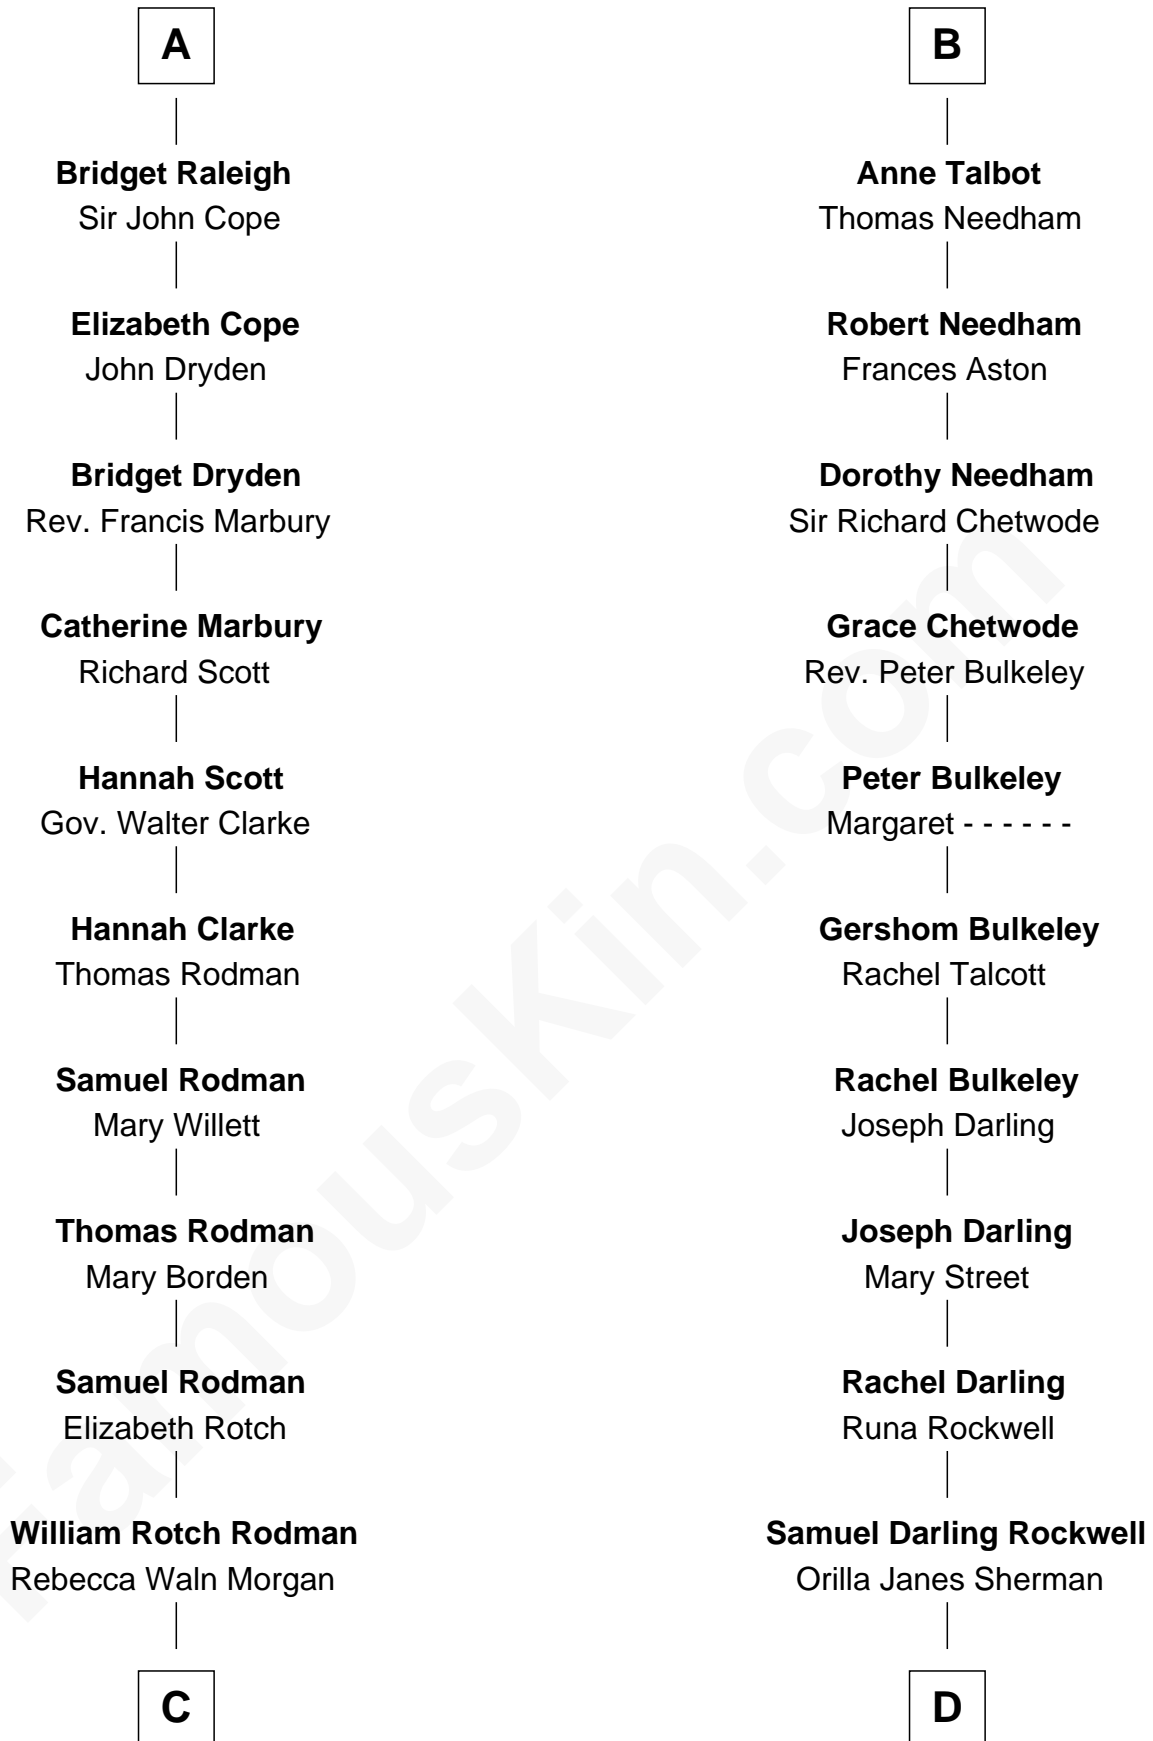 A
Bridget Raleigh
Sir John Cope
Elizabeth Cope
John Dryden
Bridget Dryden
Rev. Francis Marbury
Catherine Marbury
Richard Scott
Hannah Scott
Gov. Walter Clarke
Hannah Clarke
Thomas Rodman
Samuel Rodman
Mary Willett
Thomas Rodman
Mary Borden
Samuel Rodman
Elizabeth Rotch
William Rotch Rodman
Rebecca Waln Morgan
C
B
Anne Talbot
Thomas Needham
Robert Needham
Frances Aston
Dorothy Needham
Sir Richard Chetwode
Grace Chetwode
Rev. Peter Bulkeley
Peter Bulkeley
Margaret - - - - - -
Gershom Bulkeley
Rachel Talcott
Rachel Bulkeley
Joseph Darling
Joseph Darling
Mary Street
Rachel Darling
Runa Rockwell
Samuel Darling Rockwell
Orilla Janes Sherman
D
FamousKin.com